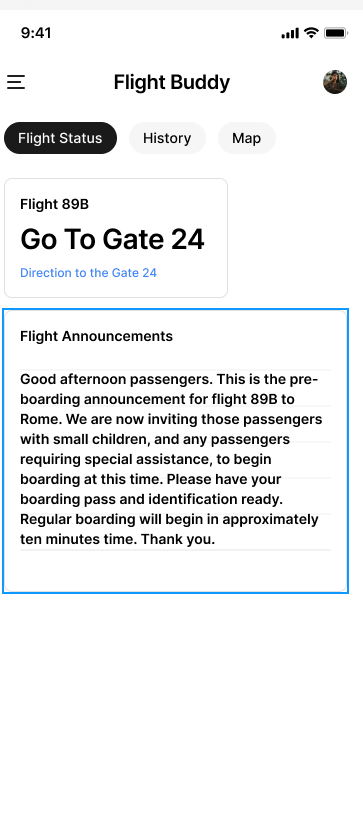 9:41
Flight Buddy
Flight Status
History
Map
Flight 89B
Go To Gate 24
Direction to the Gate 24
Flight Announcements
Good afternoon passengers. This is the pre-
boarding announcement for flight 89B to
Rome. We are now inviting those passengers
with small children, and any passengers
requiring special assistance, to begin
boarding at this time. Please have your
boarding pass and identification ready.
Regular boarding will begin in approximately
ten minutes time. Thank you.